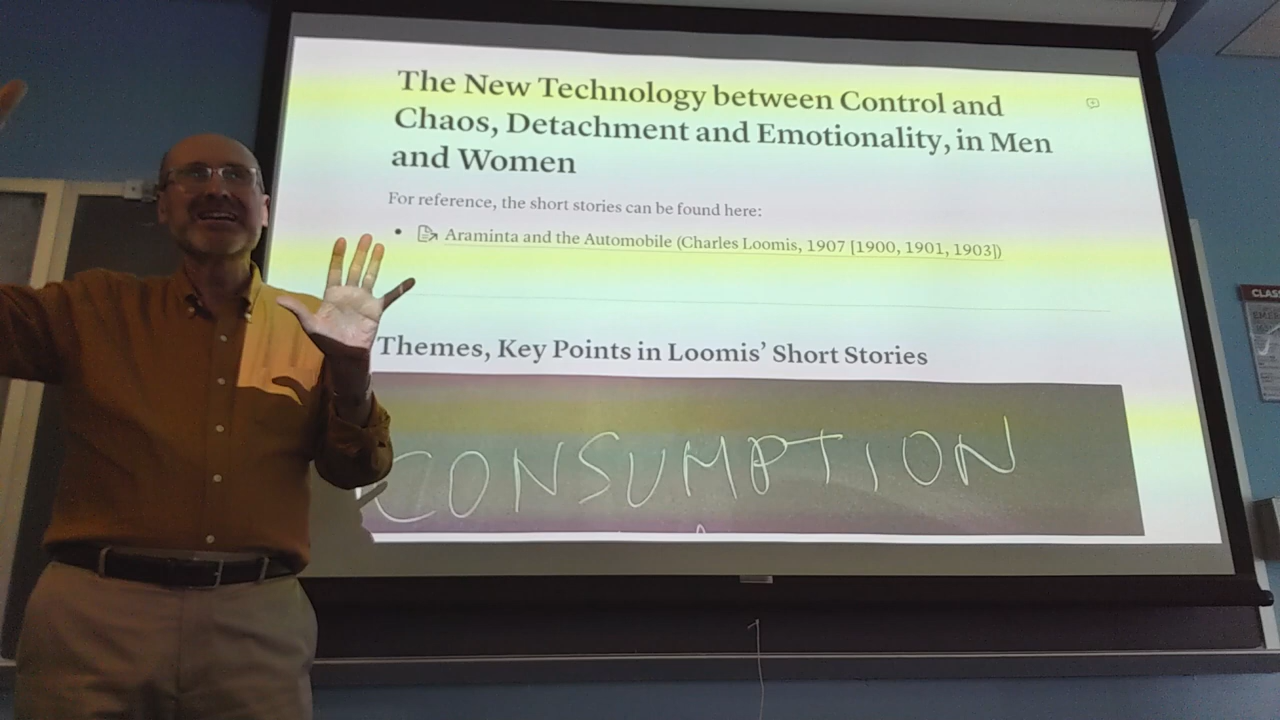 The New Technology between Control and
Chaos, Detachment and Emotionality, in Men
and Women
For reference, the short stories can be found here:
• Araminta and the Automobile (Charles Loomis, 1907 [1900, 1901, 1903])
Themes, Key Points in Loomis’ Short Stories
CONSUMPTION
CLAS